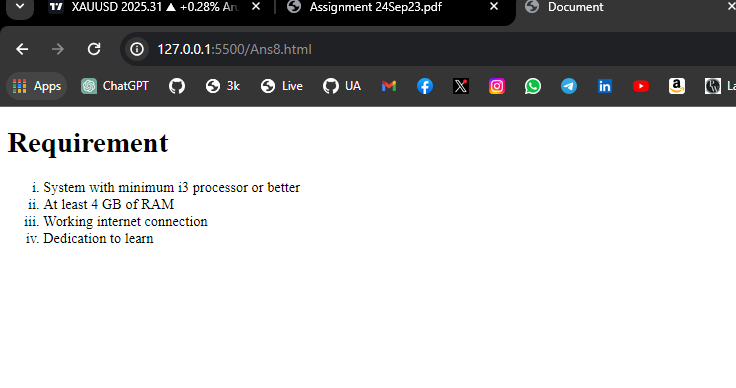 XAUUSD 2025.31 ▲ +0.28% An
Assignment 24Sep23.pdf
Document
127.0.0.1:5500/Ans8.html
Apps ChatGPT 3k Live UA
Requirement
i. System with minimum i3 processor or better
ii. At least 4 GB of RAM
iii. Working internet connection
iv. Dedication to learn